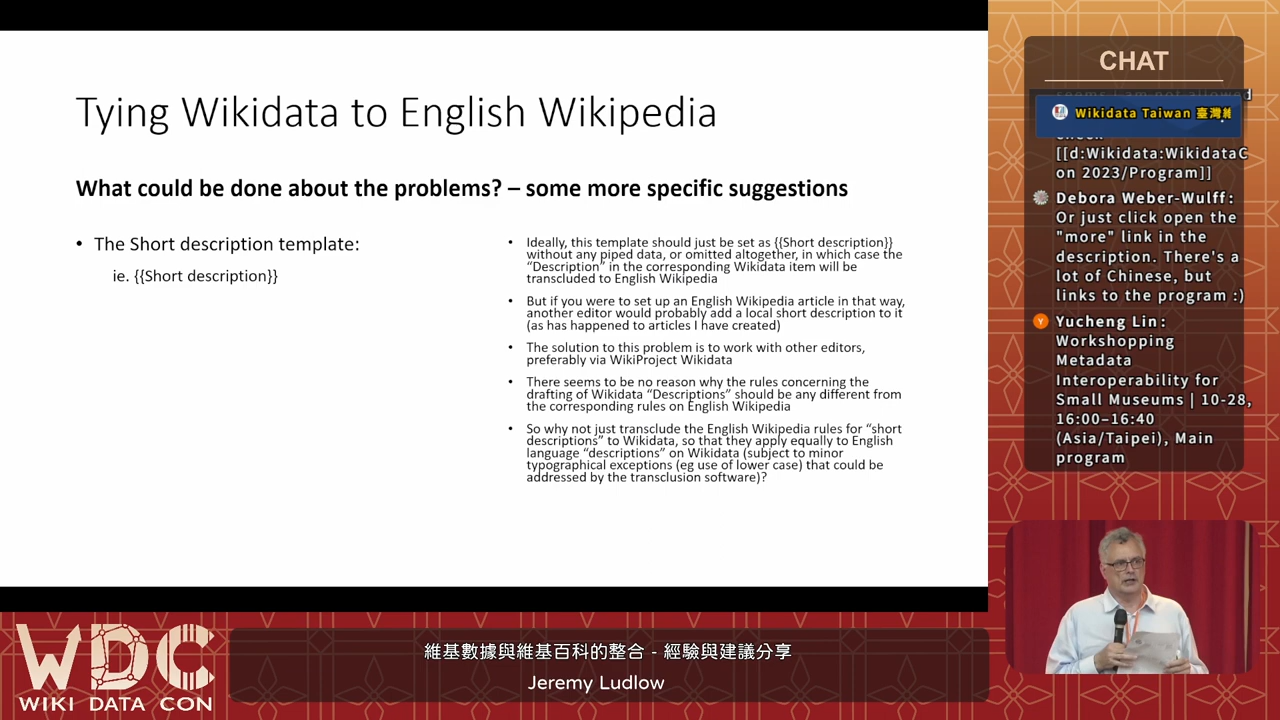 Tying Wikidata to English Wikipedia
What could be done about the problems? – some more specific suggestions
• The Short description template:
ie. {{Short description}}
• Ideally, this template should just be set as {{Short description}}
without any piped data, or omitted altogether, in which case the
“Description” in the corresponding Wikidata item will be
transcluded to English Wikipedia
• But if you were to set up an English Wikipedia article in that way,
another editor would probably add a local short description to it
(as has happened to articles I have created)
• The solution to this problem is to work with other editors,
preferably via WikiProject Wikidata
• There seems to be no reason why the rules concerning the
drafting of Wikidata “Descriptions” should be any different from
the corresponding rules on English Wikipedia
• So why not just transclude the English Wikipedia rules for “short
descriptions” to Wikidata, so that they apply equally to English
language “descriptions” on Wikidata (subject to minor
typographical exceptions (eg use of lower case) that could be
addressed by the transclusion software)?
CHAT
Wikidata Taiwan 臺灣維
[[d:Wikidata:WikidataC
on 2023/Program]]
Debora Weber-Wulff:
Or just click open the
"more" link in the
description. There's a
lot of Chinese, but
links to the program :)
Y
Yucheng Lin:
Workshopping
Metadata
Interoperability for
Small Museums | 10-28,
16:00–16:40
(Asia/Taipei), Main
program
WDC
WIKI DATA CON
維基數據與維基百科的整合 - 經驗與建議分享
Jeremy Ludlow